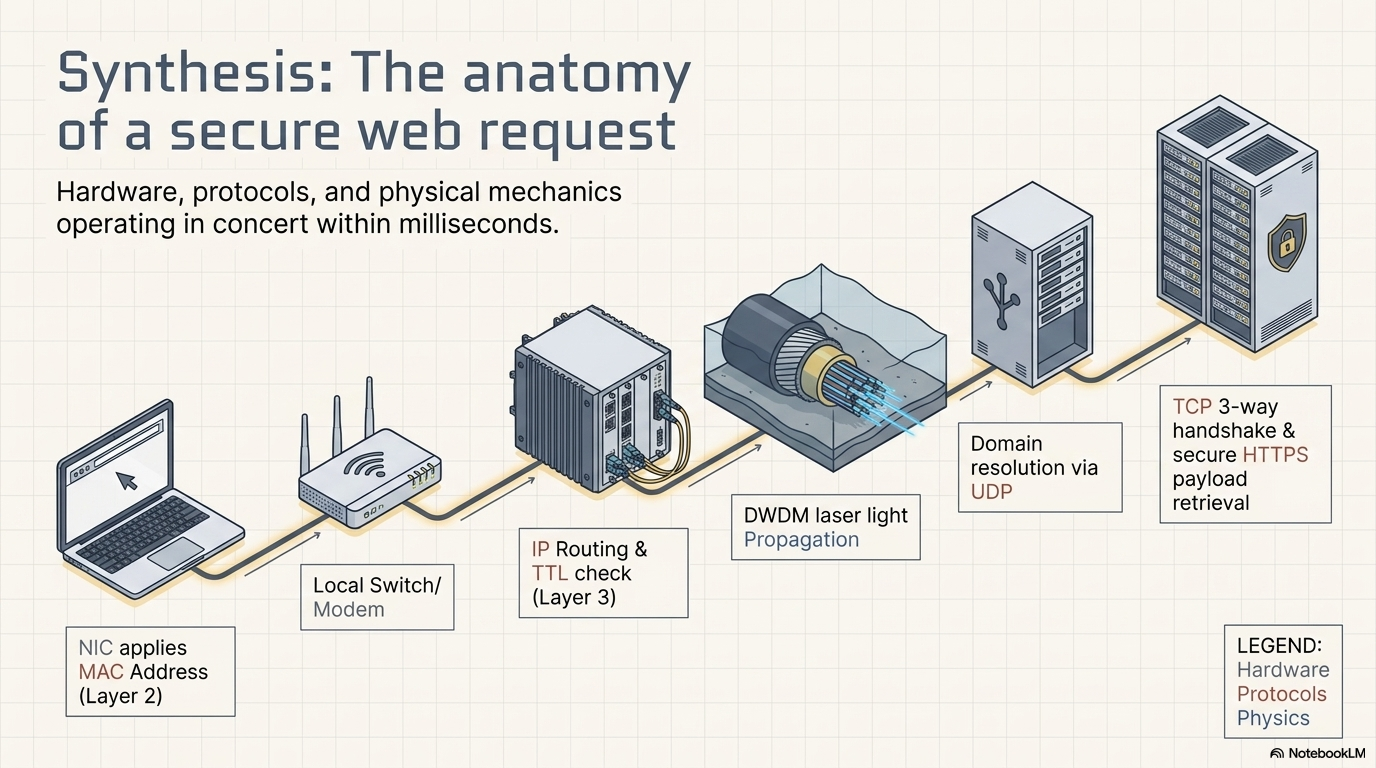 Synthesis: The anatomy
of a secure web request
Hardware, protocols, and physical mechanics
operating in concert within milliseconds.
NIC applies
MAC Address
(Layer 2)
Local Switch/
Modem
IP Routing &
TTL check
(Layer 3)
DWDM laser light
Propagation
Domain
resolution via
UDP
TCP 3-way
handshake &
secure HTTPS
payload
retrieval
LEGEND:
Hardware
Protocols
Physics
NotebookLM